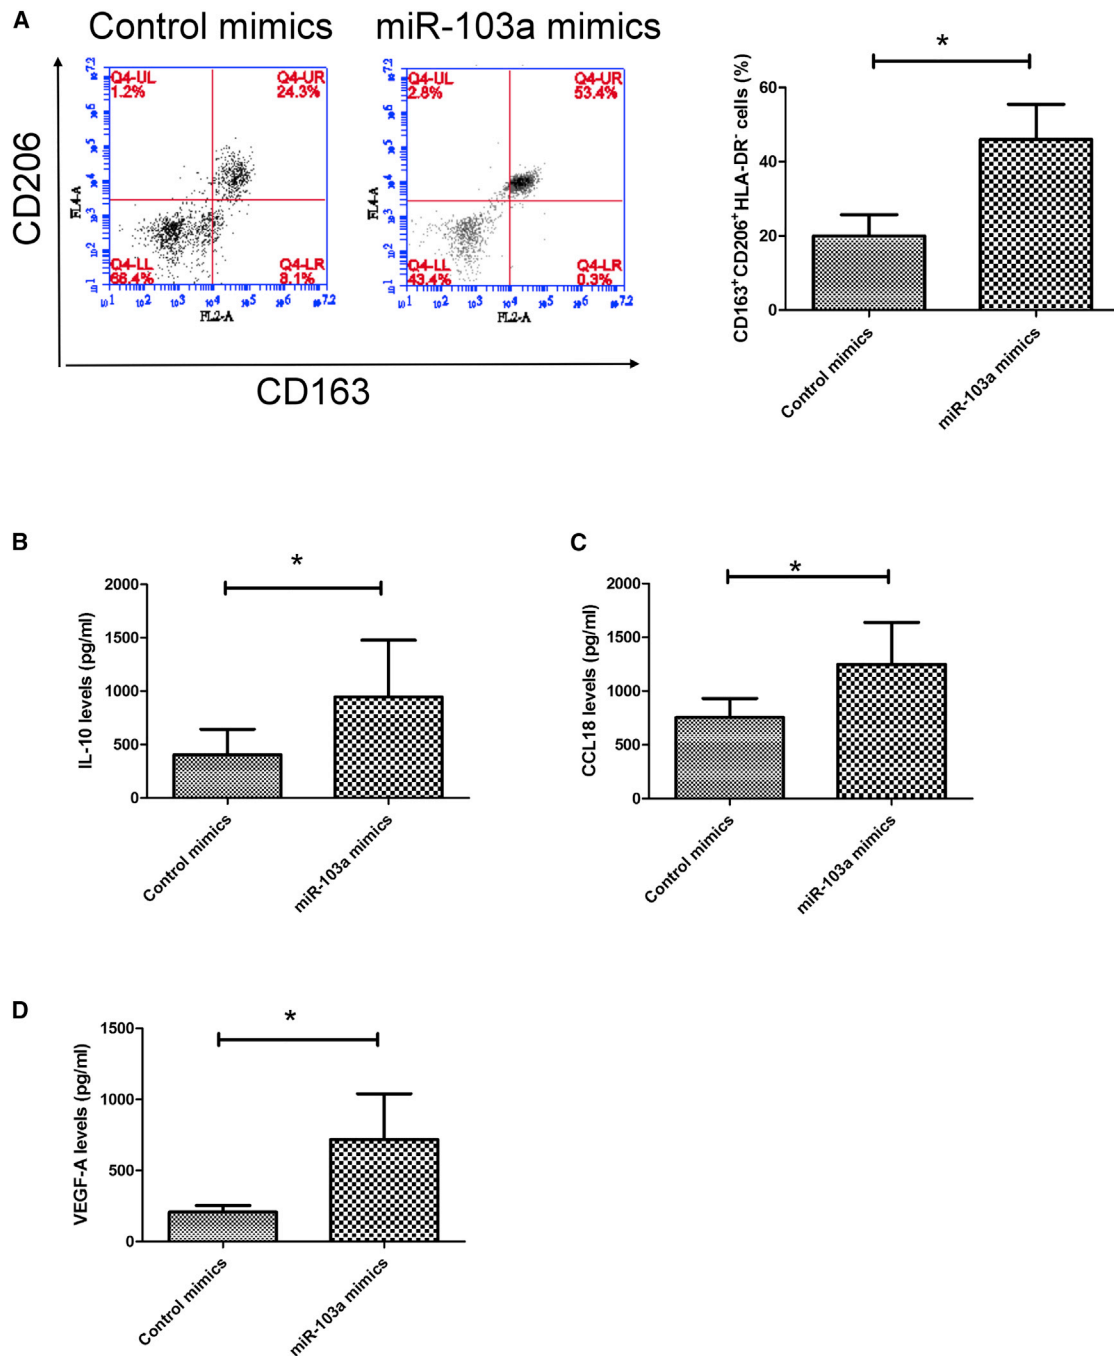 A
Control mimics
miR-103a mimics
CD206
CD163
Q4-UL
1.2%
Q4-UR
24.3%
Q4-LL
68.4%
Q4-LR
8.1%
FL4-A
FL2-A
Q4-UL
2.8%
Q4-UR
53.4%
Q4-LL
43.4%
Q4-LR
0.3%
FL4-A
FL2-A
*
CD163+CD206+HLA-DR- cells (%)
60
40
20
0
Control mimics
miR-103a mimics
B
*
IL-10 levels (pg/ml)
2000
1500
1000
500
0
Control mimics
miR-103a mimics
C
*
CCL18 levels (pg/ml)
2000
1500
1000
500
0
Control mimics
miR-103a mimics
D
*
VEGF-A levels (pg/ml)
1500
1000
500
0
Control mimics
miR-103a mimics